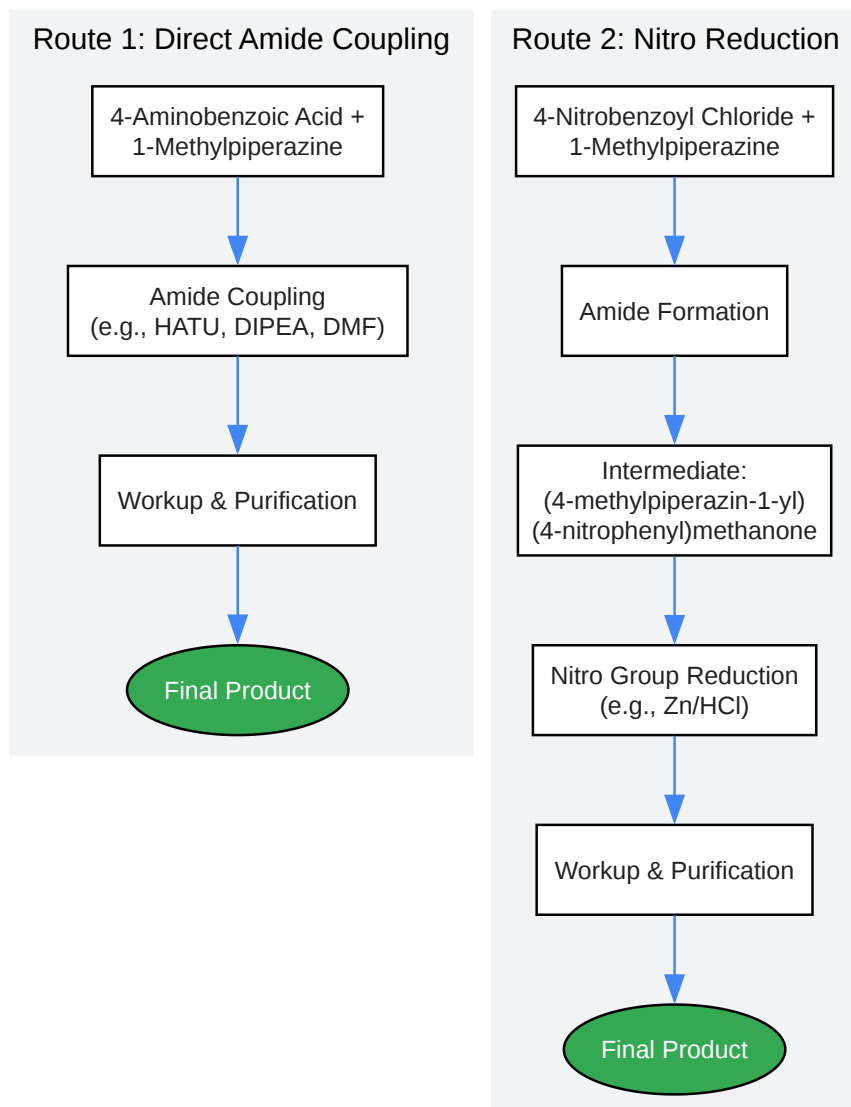 Route 1: Direct Amide Coupling
4-Aminobenzoic Acid +
1-Methylpiperazine
Amide Coupling
(e.g., HATU, DIPEA, DMF)
Workup & Purification
Final Product
Route 2: Nitro Reduction
4-Nitrobenzoyl Chloride +
1-Methylpiperazine
Amide Formation
Intermediate:
(4-methylpiperazin-1-yl)
(4-nitrophenyl)methanone
Nitro Group Reduction
(e.g., Zn/HCl)
Workup & Purification
Final Product